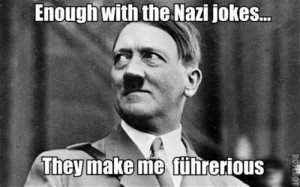 Enough with the Nazi jokes...
They make me führerious